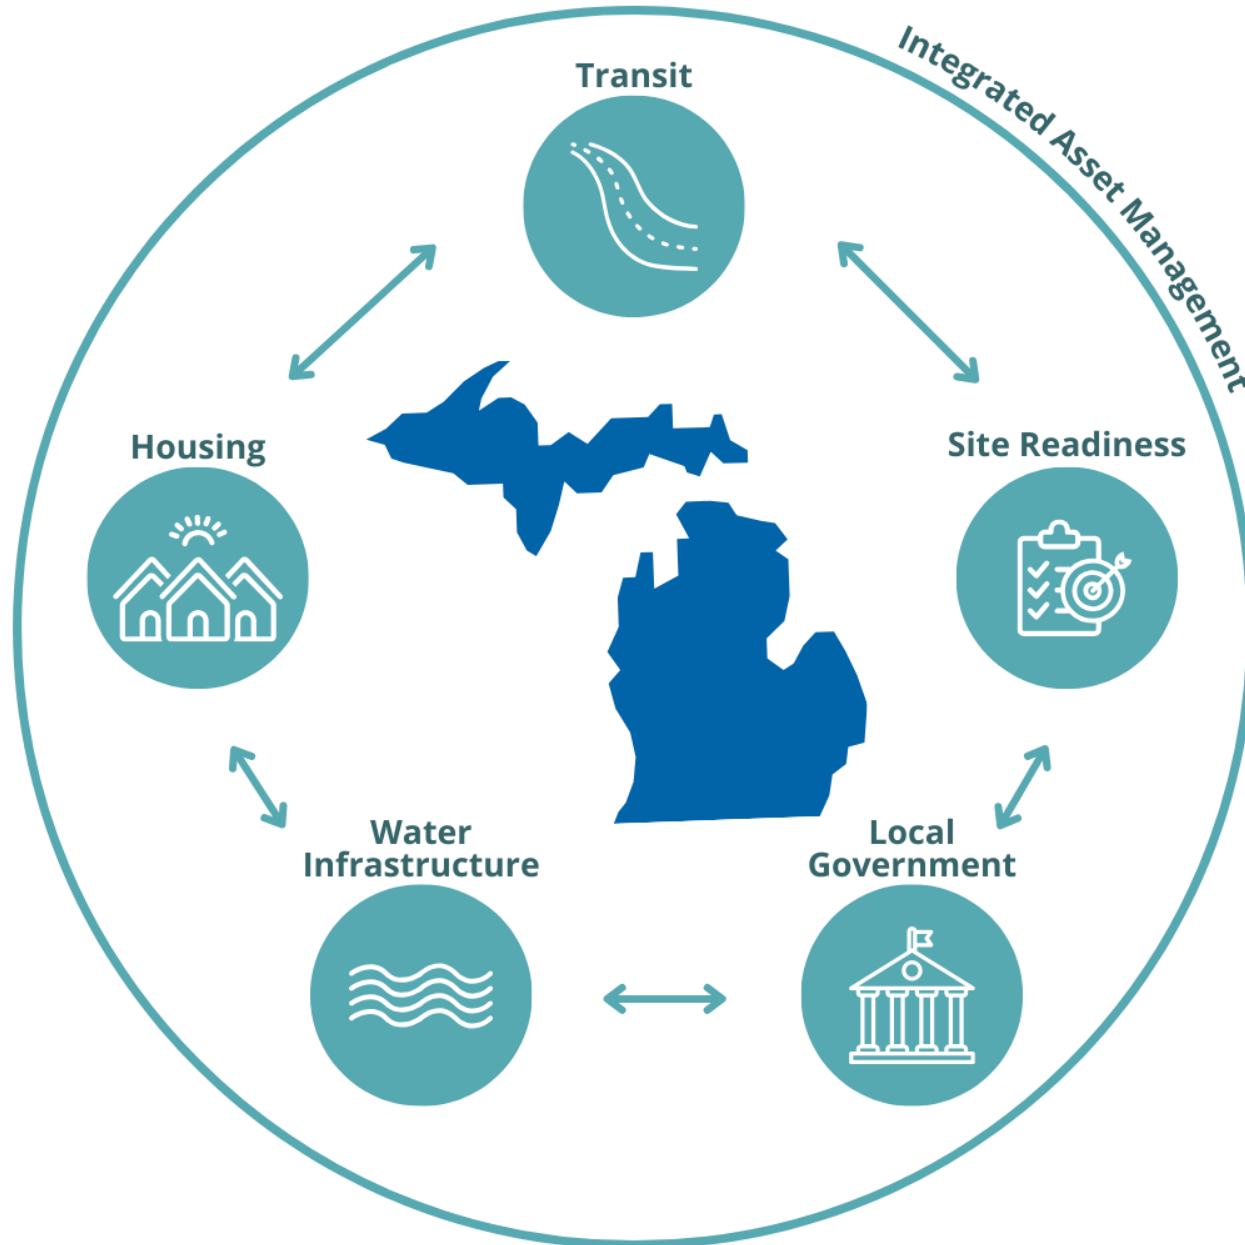 Integrated Asset Management
Transit
Housing
Site Readiness
Water
Infrastructure
Local
Government